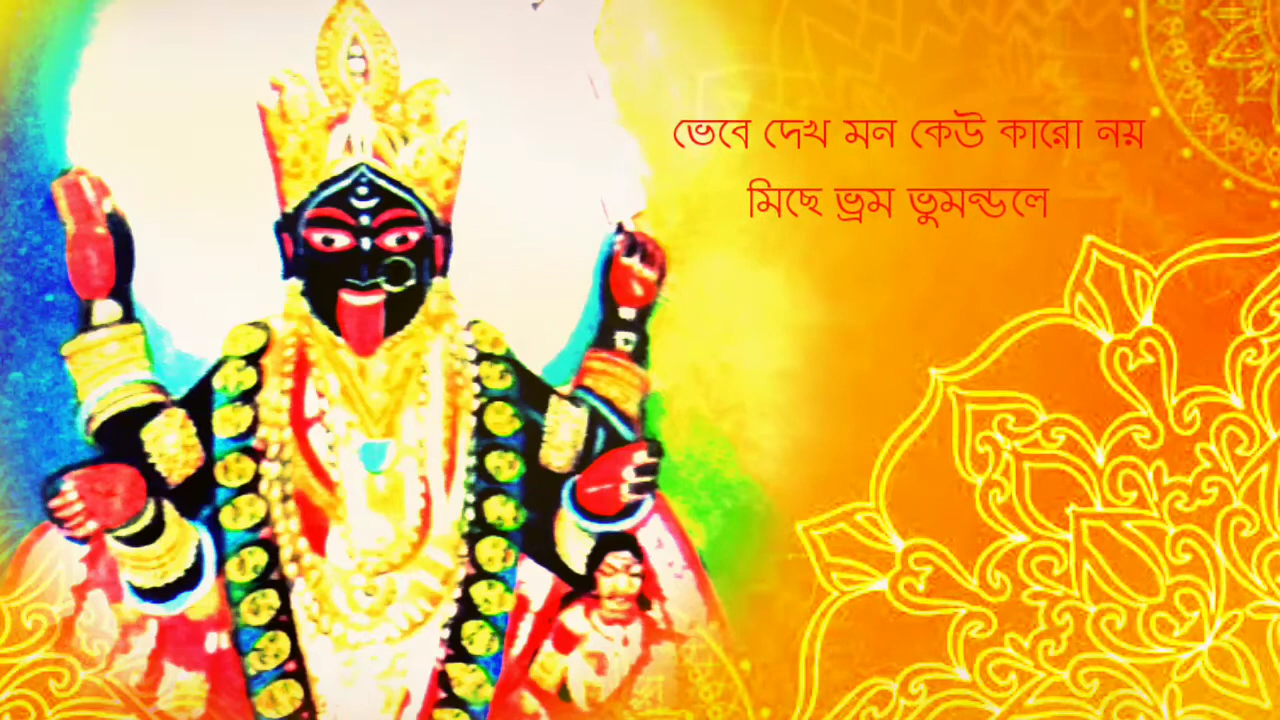 ভেবে দেখ মন কেউ কারো নয়
মিছে ভ্রম ভুমন্ডলে